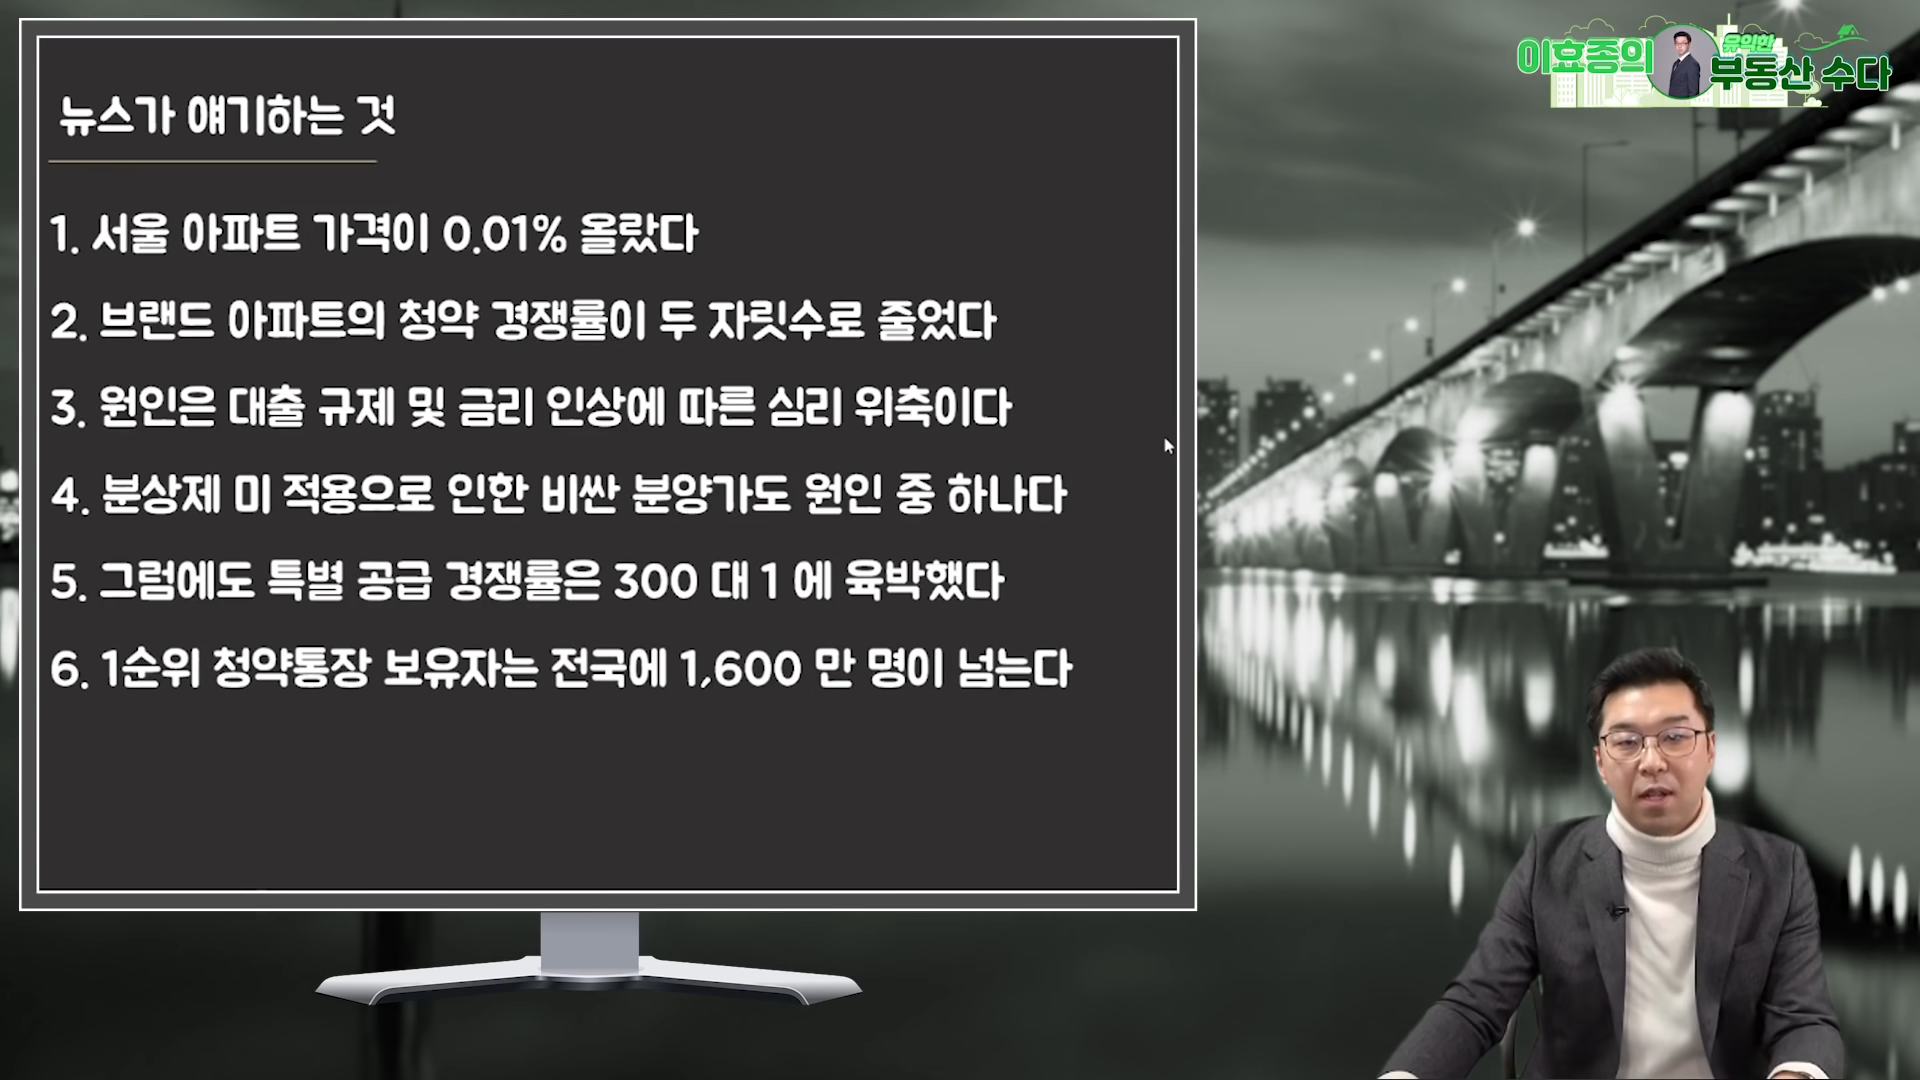 이효종의 유익한 부동산 수다
뉴스가 얘기하는 것
1. 서울 아파트 가격이 0.01% 올랐다
2. 브랜드 아파트의 청약 경쟁률이 두 자릿수로 줄었다
3. 원인은 대출 규제 및 금리 인상에 따른 심리 위축이다
4. 분상제 미 적용으로 인한 비싼 분양가도 원인 중 하나다
5. 그럼에도 특별 공급 경쟁률은 300 대 1 에 육박했다
6. 1순위 청약통장 보유자는 전국에 1,600 만 명이 넘는다